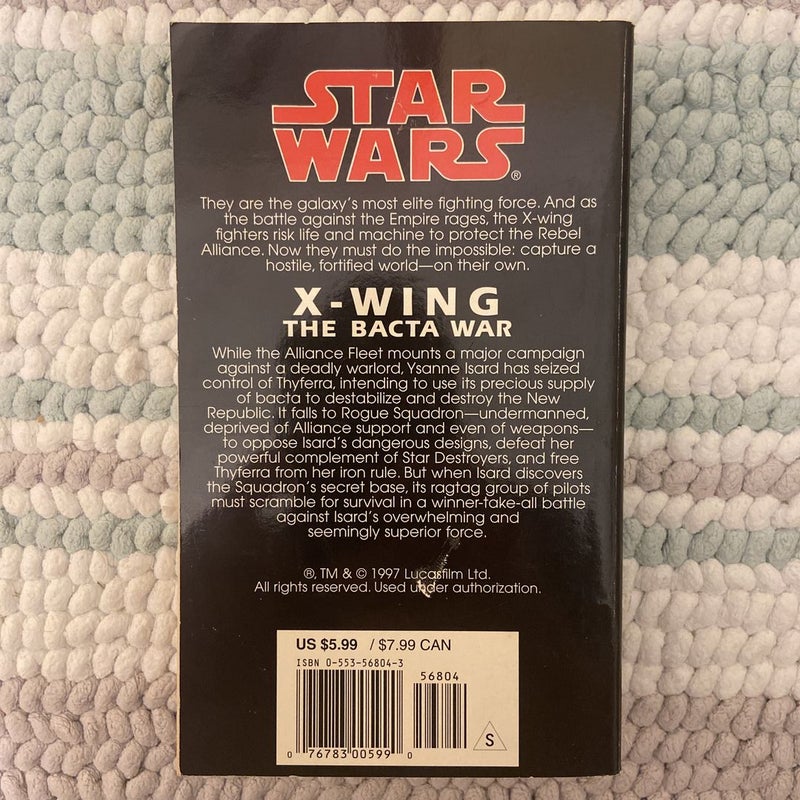 STAR
WARS®
They are the galaxy's most elite fighting force. And as
the battle against the Empire rages, the X-wing
fighters risk life and machine to protect the Rebel
Alliance. Now they must do the impossible: capture a
hostile, fortified world—on their own.
X-WING
THE BACTA WAR
While the Alliance Fleet mounts a major campaign
against a deadly warlord, Ysanne Isard has seized
control of Thyferra, intending to use its precious supply
of bacta to destabilize and destroy the New
Republic. It falls to Rogue Squadron—undermanned,
deprived of Alliance support and even of weapons—
to oppose Isard's dangerous designs, defeat her
powerful complement of Star Destroyers, and free
Thyferra from her iron rule. But when Isard discovers
the Squadron's secret base, its ragtag group of pilots
must scramble for survival in a winner-take-all battle
against Isard's overwhelming and
seemingly superior force.
®, TM & © 1997 Lucasfilm Ltd.
All rights reserved. Used under authorization.
US $5.99 / $7.99 CAN
ISBN 0-553-56804-3
56804
S
0 76783 00599 0